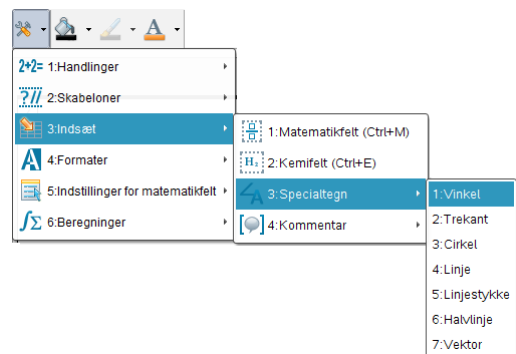 A
2+2= 1:Handlinger
?// 2:Skabeloner
3:Indsæt
A 4:Formater
5:Indstillinger for matematikfelt
∫Σ 6:Beregninger
1:Matematikfelt (Ctrl+M)
H₂ 2:Kemifelt (Ctrl+E)
3:Specialtegn
4:Kommentar
1:Vinkel
2:Trekant
3:Cirkel
4:Linje
5:Linjestykke
6:Halvlinje
7:Vektor